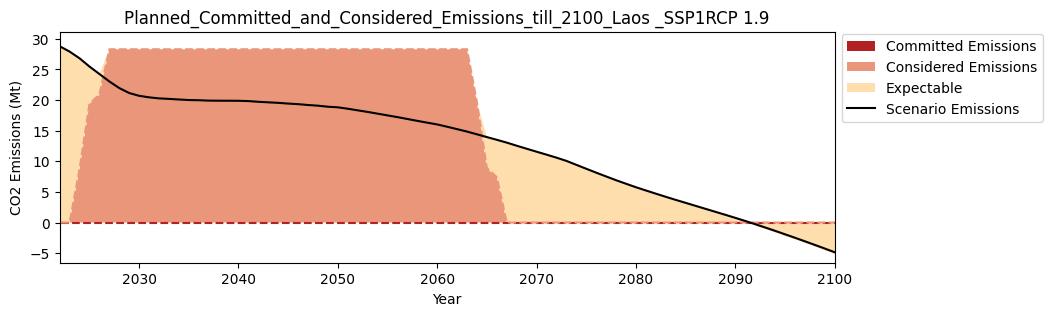 Planned_Committed_and_Considered_Emissions_till_2100_Laos _SSP1RCP 1.9
Committed Emissions
Considered Emissions
Expectable
Scenario Emissions
CO2 Emissions (Mt)
30
25
20
15
10
5
0
−5
2030
2040
2050
2060
2070
2080
2090
2100
Year